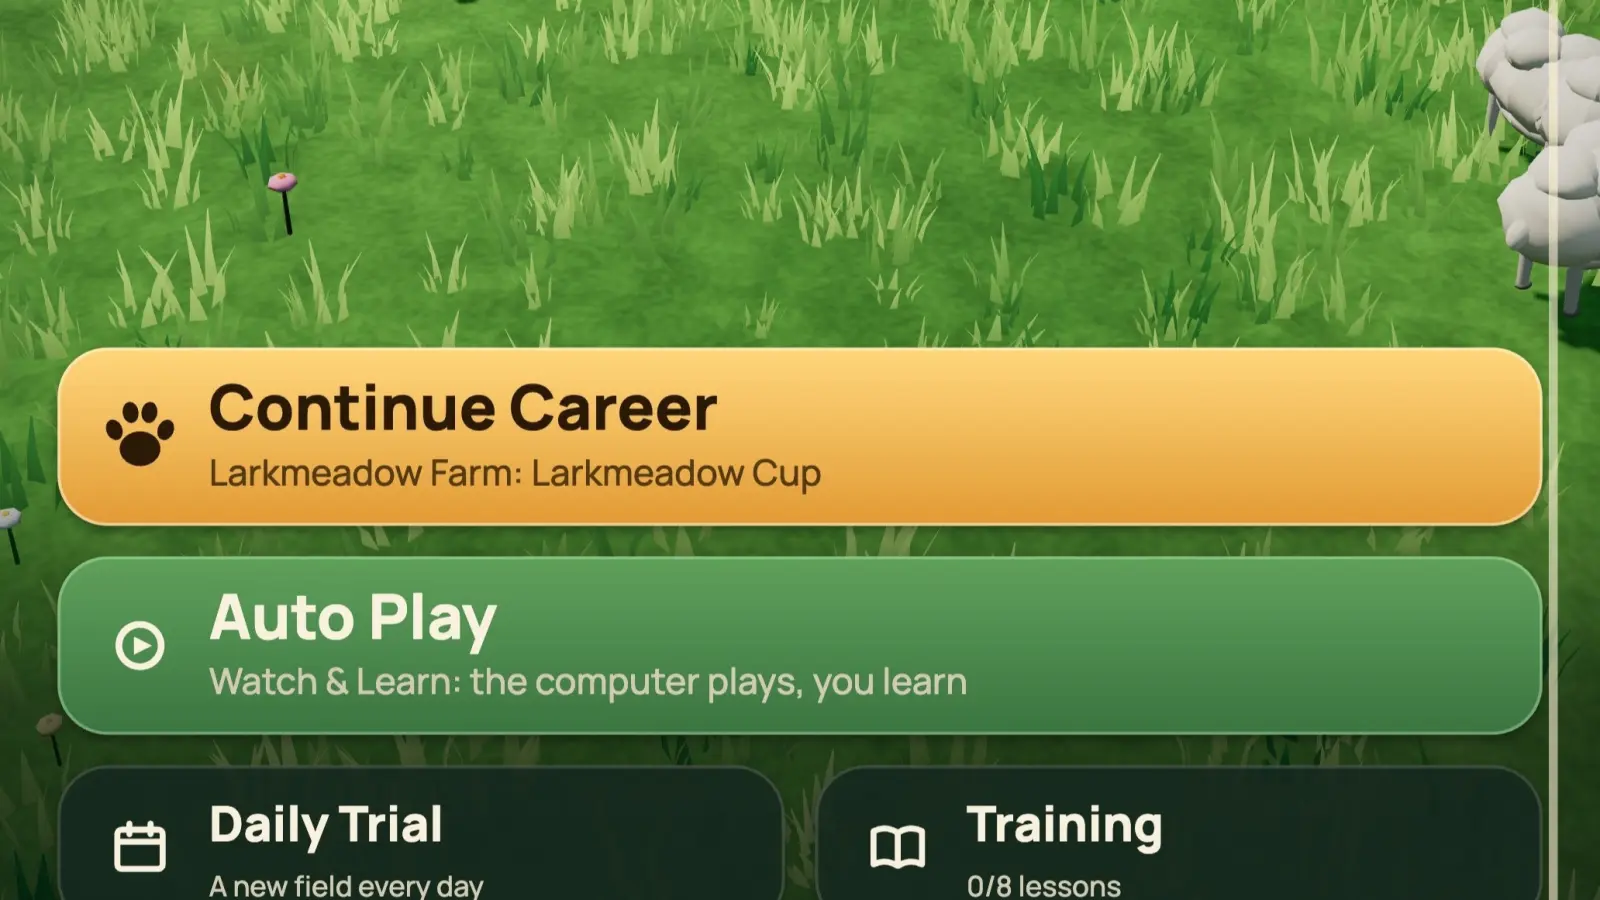 Continue Career
Larkmeadow Farm: Larkmeadow Cup
Auto Play
Watch & Learn: the computer plays, you learn
Daily Trial
A new field every day
Training
0/8 lessons